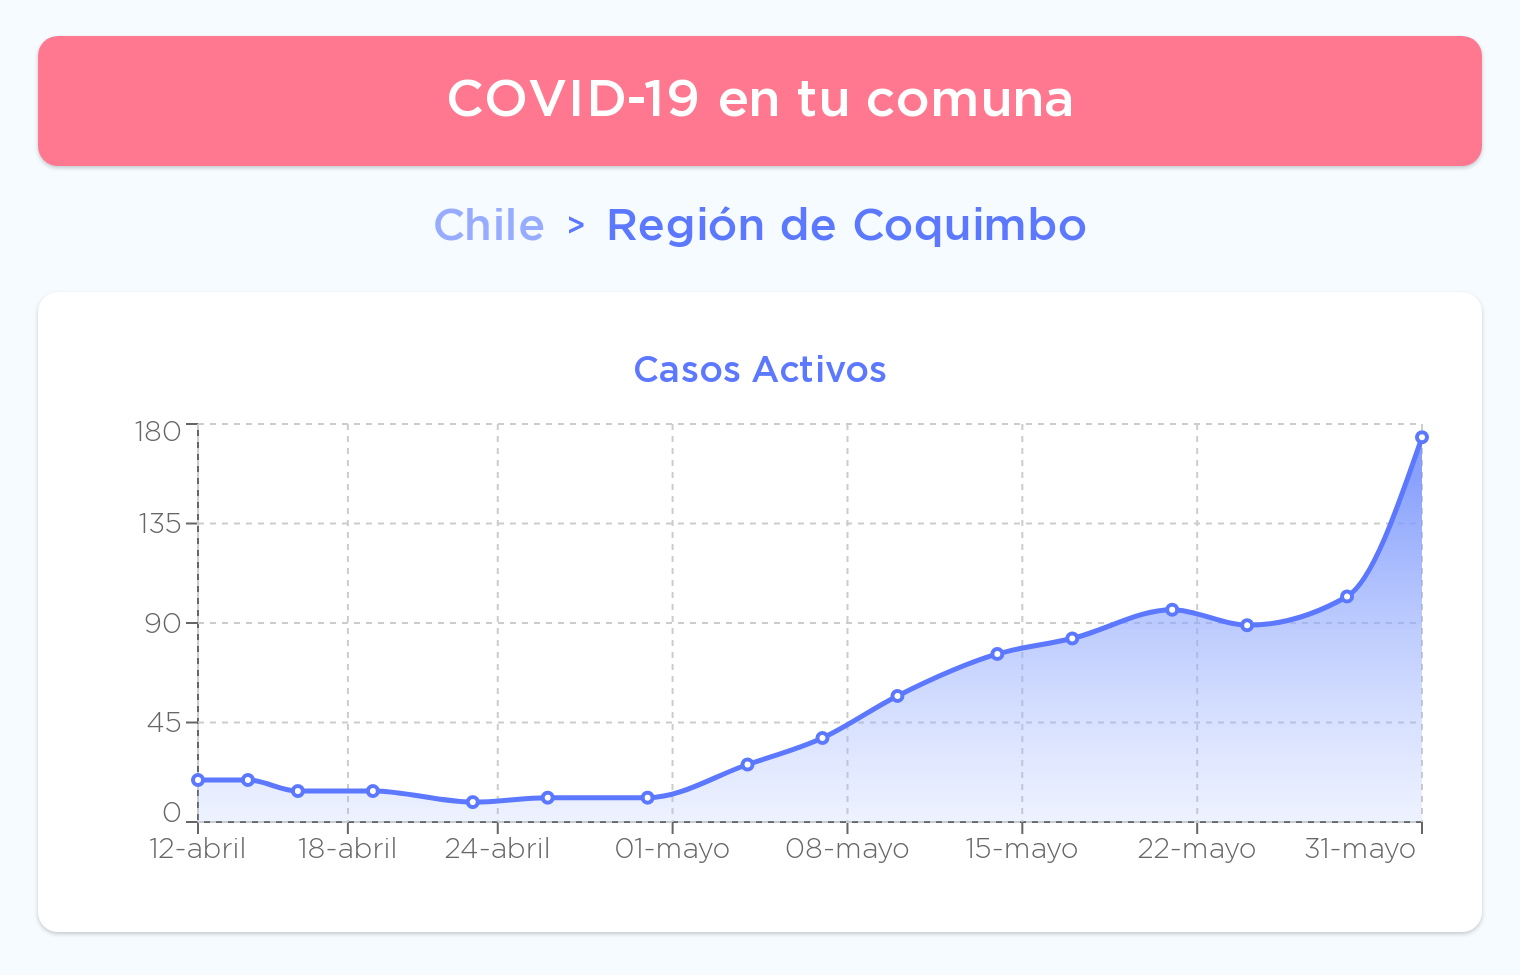 COVID-19 en tu comuna
Chile > Región de Coquimbo
Casos Activos
180
135
90
45
0
12-abril 18-abril 24-abril 01-mayo 08-mayo 15-mayo 22-mayo 31-mayo